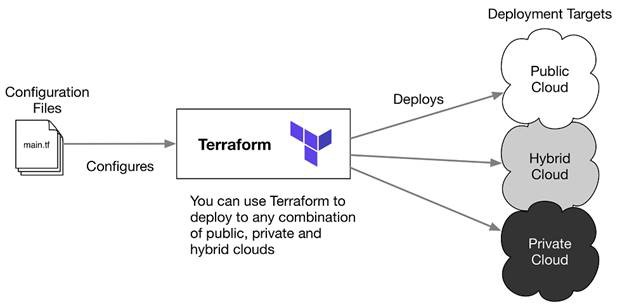 Deployment Targets
Configuration
Files
main.tf
Configures
Terraform
You can use Terraform to
deploy to any combination
of public, private and
hybrid clouds
Deploys
Public
Cloud
Hybrid
Cloud
Private
Cloud